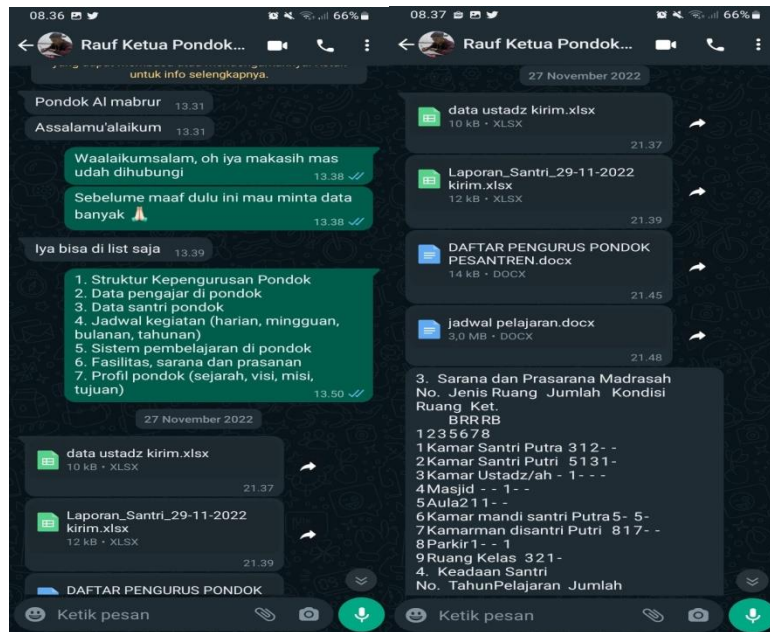 08.36
66%
Rauf Ketua Pondok...
untuk info selengkapnya.
Pondok Al mabrur 13.31
Assalamu'alaikum 13.31
Waalaikumsalam, oh iya makasih mas
udah dihubungi 13.38
Sebelume maaf dulu ini mau minta data
banyak 🙏🏻 13.38
Iya bisa di list saja 13.39
1. Struktur Kepengurusan Pondok
2. Data pengajar di pondok
3. Data santri pondok
4. Jadwal kegiatan (harian, mingguan,
bulanan, tahunan)
5. Sistem pembelajaran di pondok
6. Fasilitas, sarana dan prasanan
7. Profil pondok (sejarah, visi, misi,
tujuan) 13.50
27 November 2022
data ustadz kirim.xlsx
10 kB • XLSX
21.37
Laporan_Santri_29-11-2022
kirim.xlsx
12 kB • XLSX
21.39
DAFTAR PENGURUS PONDOK
Ketik pesan
08.37
66%
Rauf Ketua Pondok...
27 November 2022
data ustadz kirim.xlsx
10 kB • XLSX
21.37
Laporan_Santri_29-11-2022
kirim.xlsx
12 kB • XLSX
21.39
DAFTAR PENGURUS PONDOK
PESANTREN.docx
14 kB • DOCX
21.45
jadwal pelajaran.docx
3,0 MB • DOCX
21.48
3. Sarana dan Prasarana Madrasah
No. Jenis Ruang Jumlah Kondisi
Ruang Ket.
BRRRB
1235678
1Kamar Santri Putra 312- -
2Kamar Santri Putri 5131-
3Kamar Ustadz/ah - 1- - -
4Masjid - - 1- -
5Aula211- -
6Kamar mandi santri Putra5- 5-
7Kamarman disantri Putri 817- -
8Parkir1- - 1
9Ruang Kelas 321-
4. Keadaan Santri
No. TahunPelajaran Jumlah
Ketik pesan